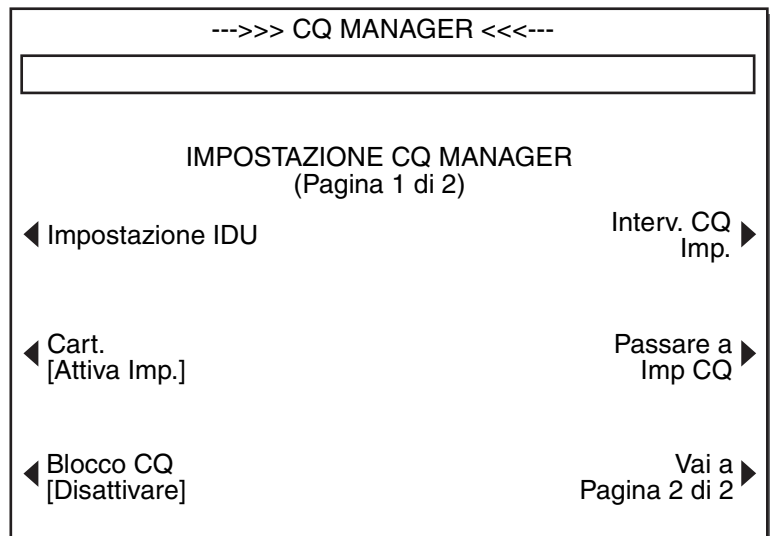 --->>> CQ MANAGER <<<---
IMPOSTAZIONE CQ MANAGER
(Pagina 1 di 2)
Impostazione IDU
Interv. CQ
Imp.
Cart.
[Attiva Imp.]
Passare a
Imp CQ
Blocco CQ
[Disattivare]
Vai a
Pagina 2 di 2